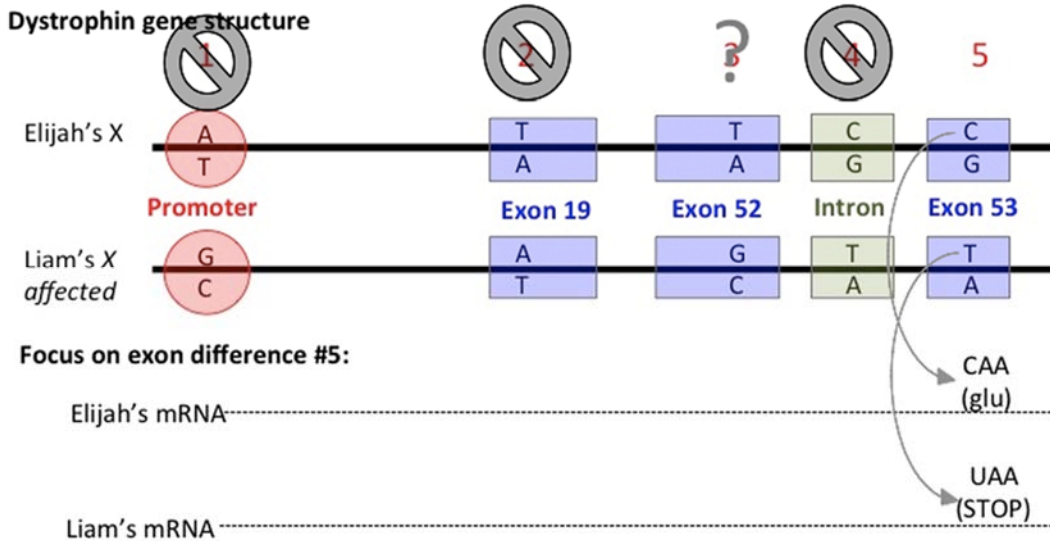 Dystrophin gene structure
1 2 3 ? 4 5
Elijah's X A T T C C
T A A G G
Promoter Exon 19 Exon 52 Intron Exon 53
Liam's X G A G T T
affected C T C A A
Focus on exon difference #5:
CAA
(glu)
Elijah's mRNA
UAA
(STOP)
Liam's mRNA